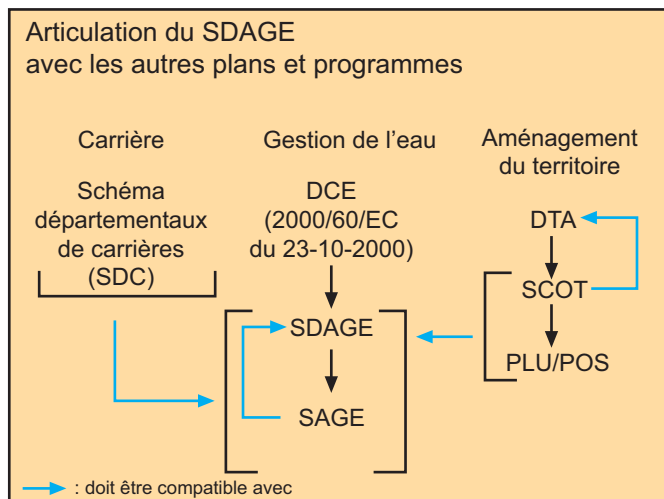 Articulation du SDAGE
avec les autres plans et programmes
Carrière
Schéma
départementaux
de carrières
(SDC)
Gestion de l’eau
DCE
(2000/60/EC
du 23-10-2000)
SDAGE
SAGE
Aménagement
du territoire
DTA
SCOT
PLU/POS
: doit être compatible avec